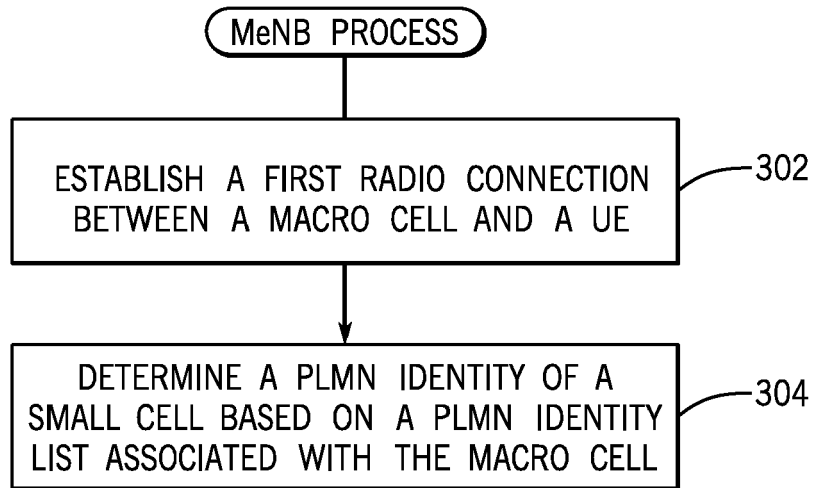 MeNB PROCESS
ESTABLISH A FIRST RADIO CONNECTION
BETWEEN A MACRO CELL AND A UE
302
DETERMINE A PLMN IDENTITY OF A
SMALL CELL BASED ON A PLMN IDENTITY
LIST ASSOCIATED WITH THE MACRO CELL
304